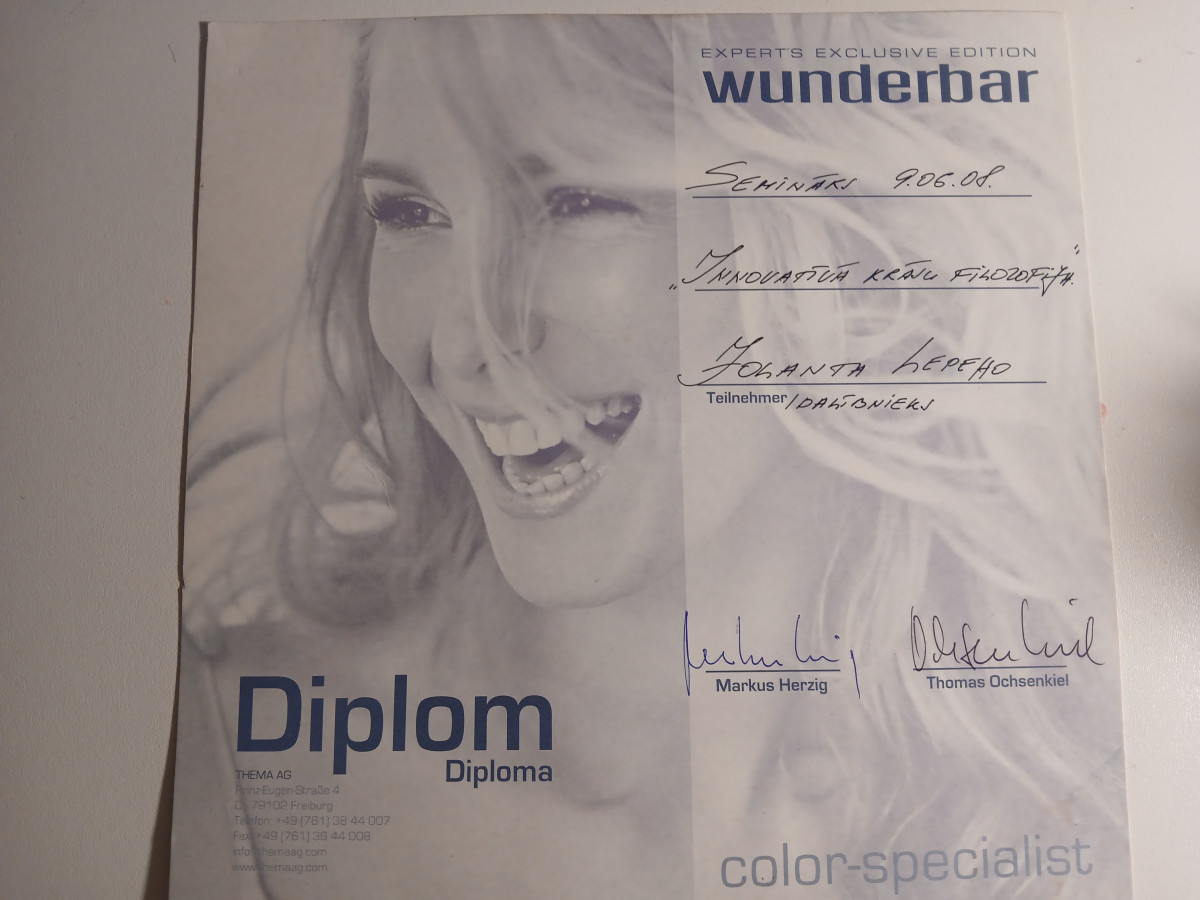 EXPERT'S EXCLUSIVE EDITION
wunderbar
SEMINĀRS 9.06.08.
„INNOVATĪVĀ KRĀSU FILOZOFIJA"
JOLANTA LEPEHO
Teilnehmer/DALĪBNIEKS
Markus Herzig
Ochsenkiel
Thomas Ochsenkiel
Diplom
Diploma
THEMA AG
Prinz-Eugen-Straße 4
D - 79102 Freiburg
Telefon: +49 (761) 38 44 007
Fax: +49 (761) 38 44 008
info@themaag.com
www.themaag.com
color-specialist